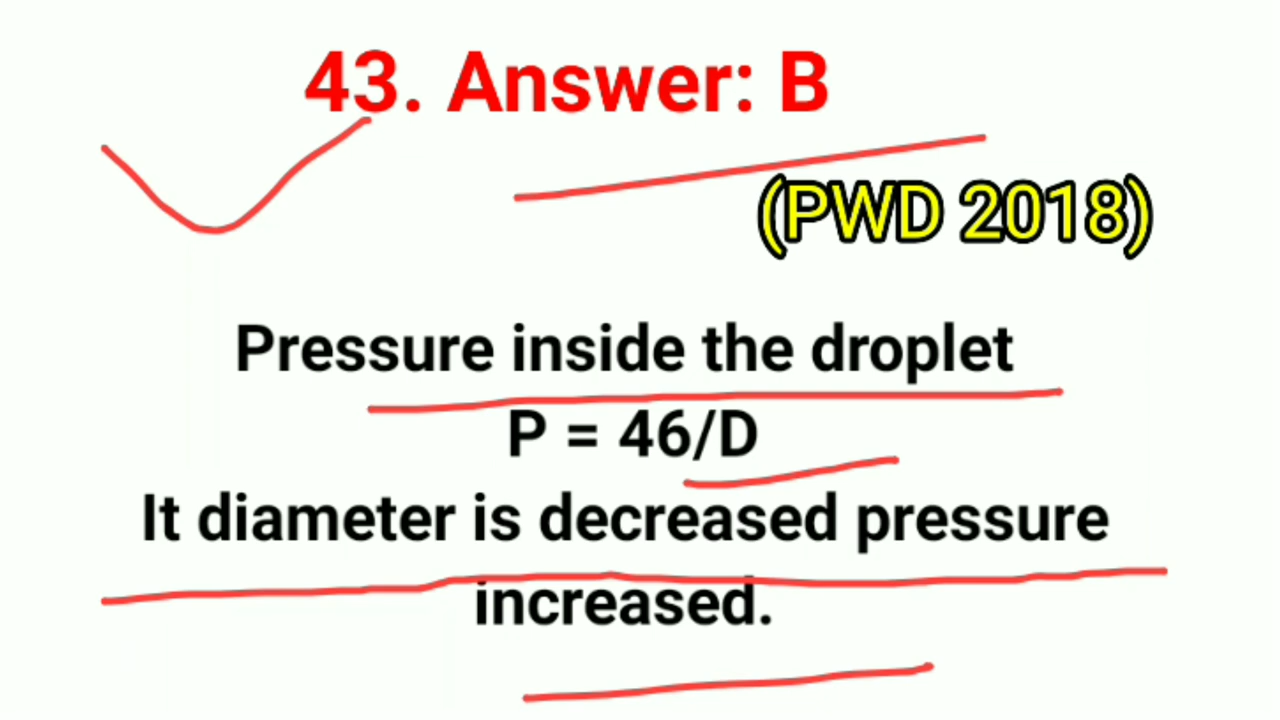 43. Answer: B
(PWD 2018)
Pressure inside the droplet
P = 46/D
It diameter is decreased pressure
increased.